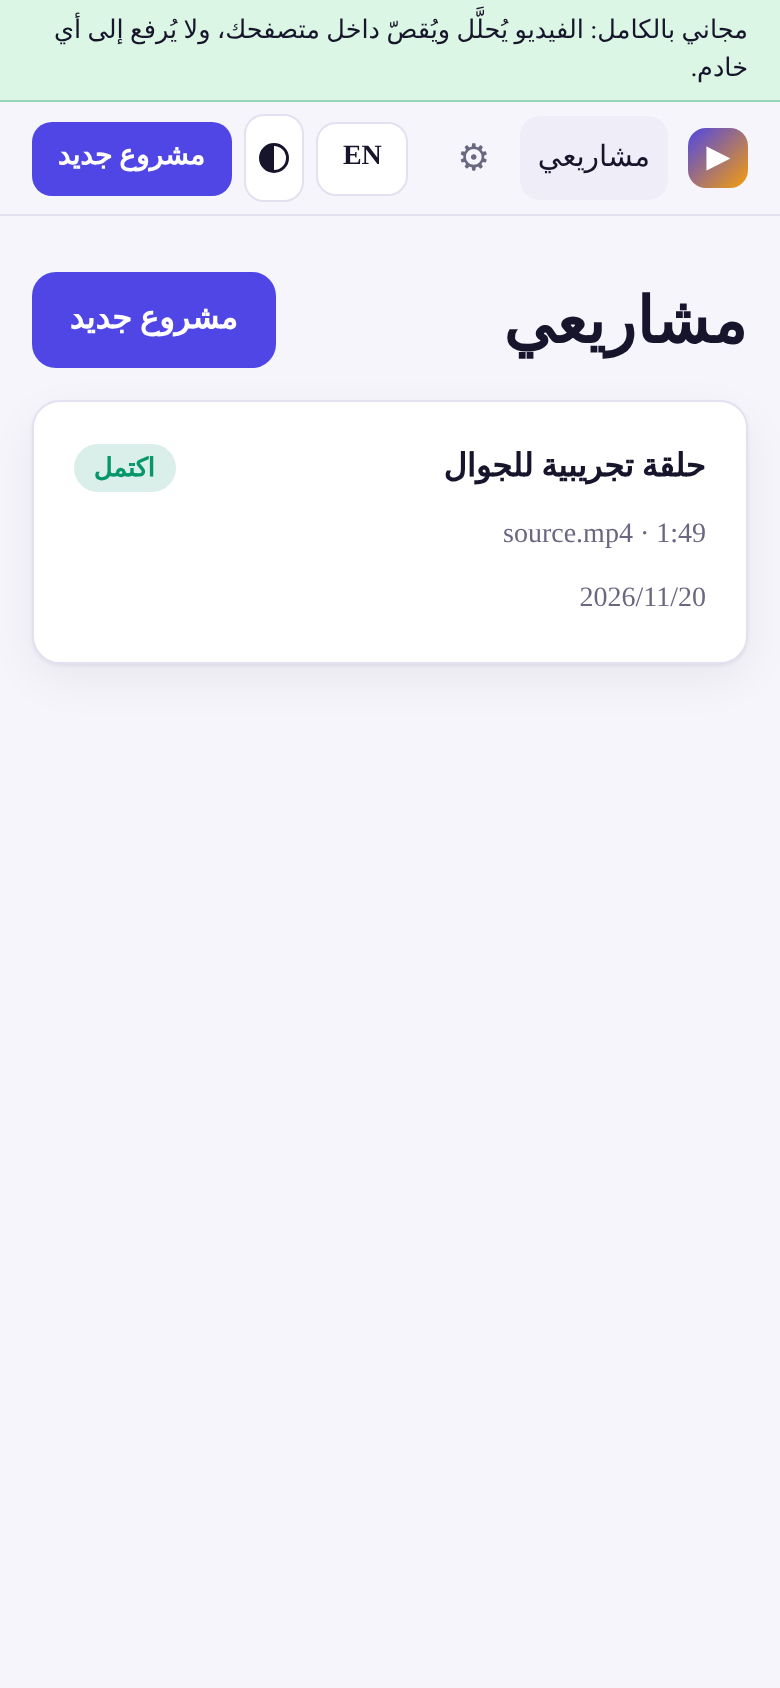 مجاني بالكامل: الفيديو يُحلَّل ويُقصّ داخل متصفحك، ولا يُرفع إلى أي
خادم.
مشاريعي
EN
مشروع جديد
مشاريعي
مشروع جديد
حلقة تجريبية للجوال
اكتمل
source.mp4 · 1:49
2026/11/20